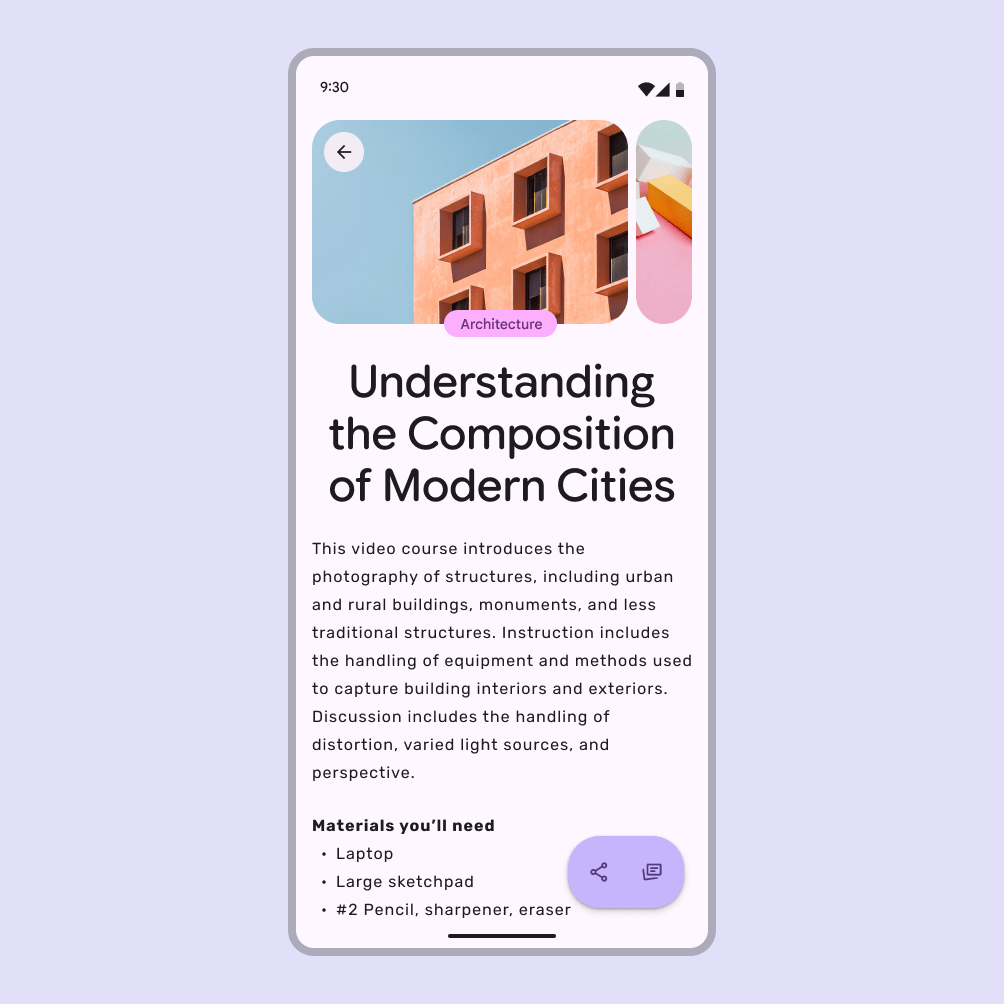 9:30
Architecture
Understanding
the Composition
of Modern Cities
This video course introduces the
photography of structures, including urban
and rural buildings, monuments, and less
traditional structures. Instruction includes
the handling of equipment and methods used
to capture building interiors and exteriors.
Discussion includes the handling of
distortion, varied light sources, and
perspective.
Materials you’ll need
• Laptop
• Large sketchpad
• #2 Pencil, sharpener, eraser